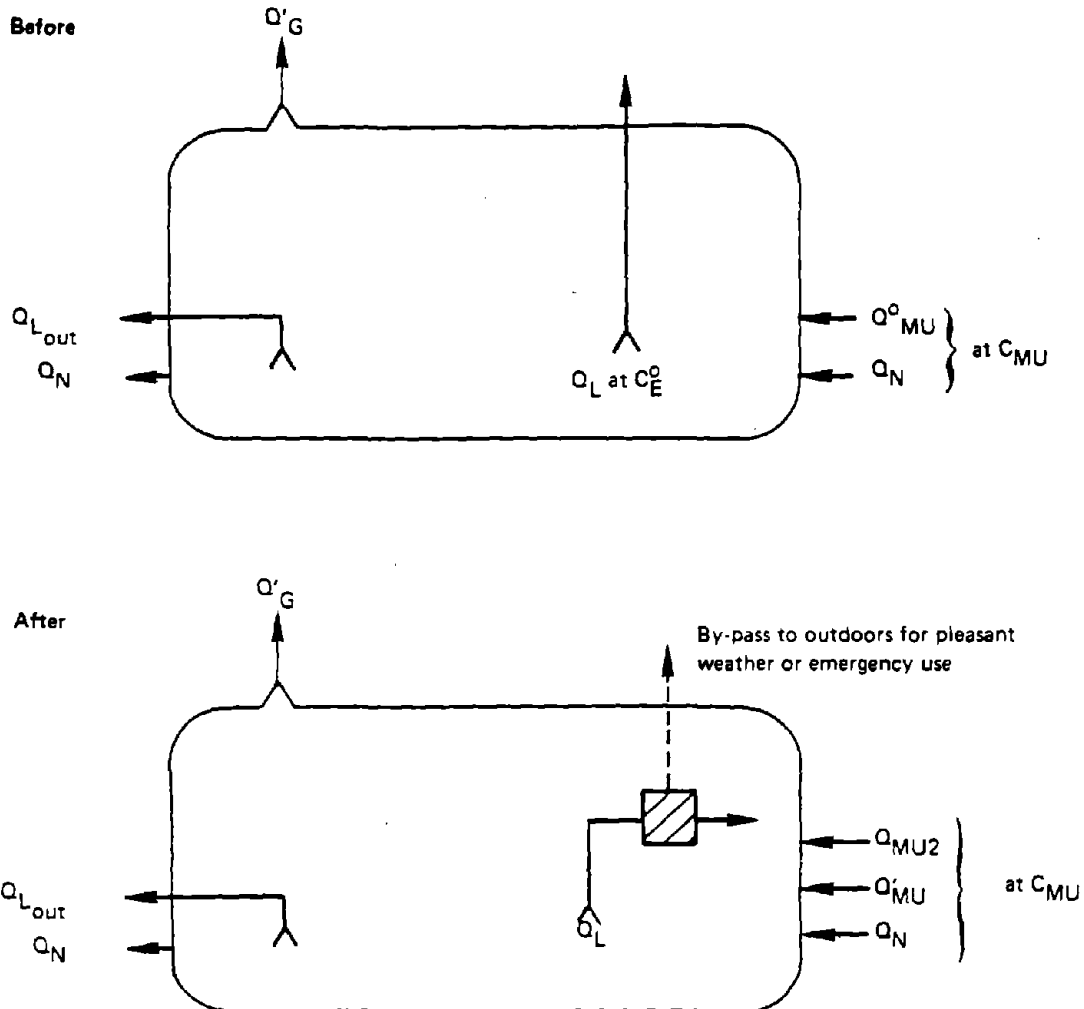 Before
Q'G
QLout
QN
QL at C°E
Q°MU
QN
at CMU
After
Q'G
By-pass to outdoors for pleasant
weather or emergency use
QLout
QN
QL
QMU2
Q'MU
QN
at CMU